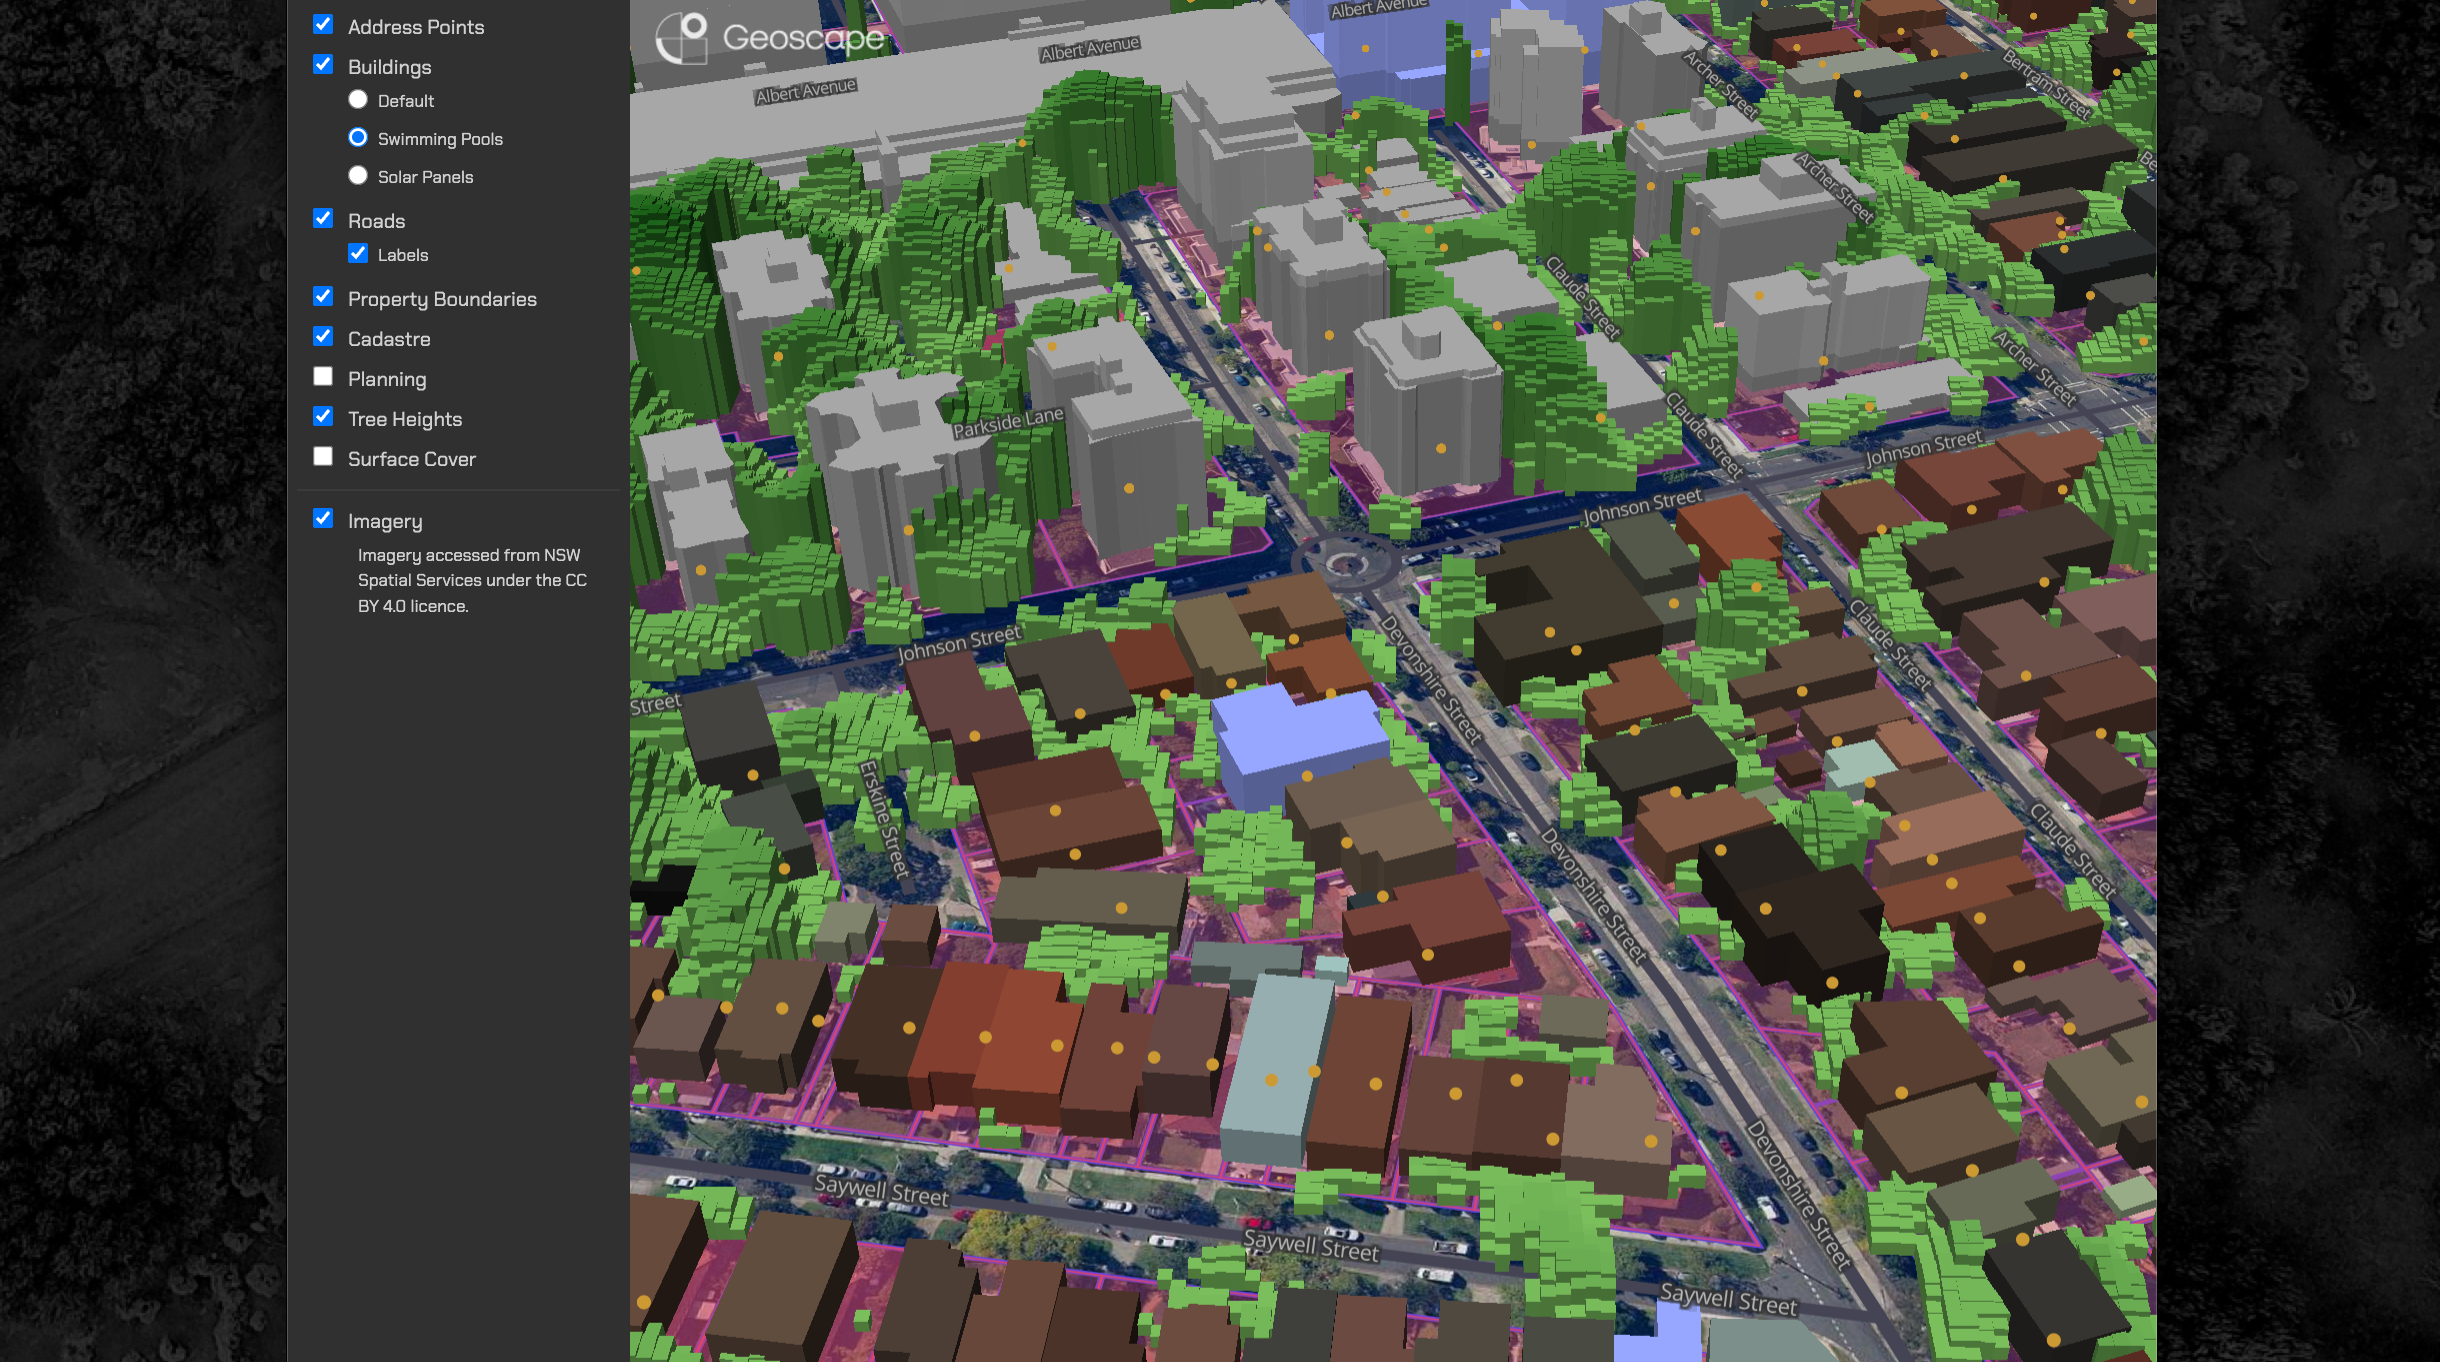 Address Points
Buildings
Default
Swimming Pools
Solar Panels
Roads
Labels
Property Boundaries
Cadastre
Planning
Tree Heights
Surface Cover
Imagery
Imagery accessed from NSW
Spatial Services under the CC
BY 4.0 licence.
Geoscape
Albert Avenue
Albert Avenue
Albert Avenue
Archer Street
Bertram Street
Archer Street
Be
Claude Street
Archer Street
Parkside Lane
Claude Street
Johnson Street
Johnson Street
Johnson Street
Street
Devonshire Street
Claude Street
Erskine Street
Devonshire Street
Claude Street
Saywell Street
Devonshire Street
Saywell Street
Saywell Street